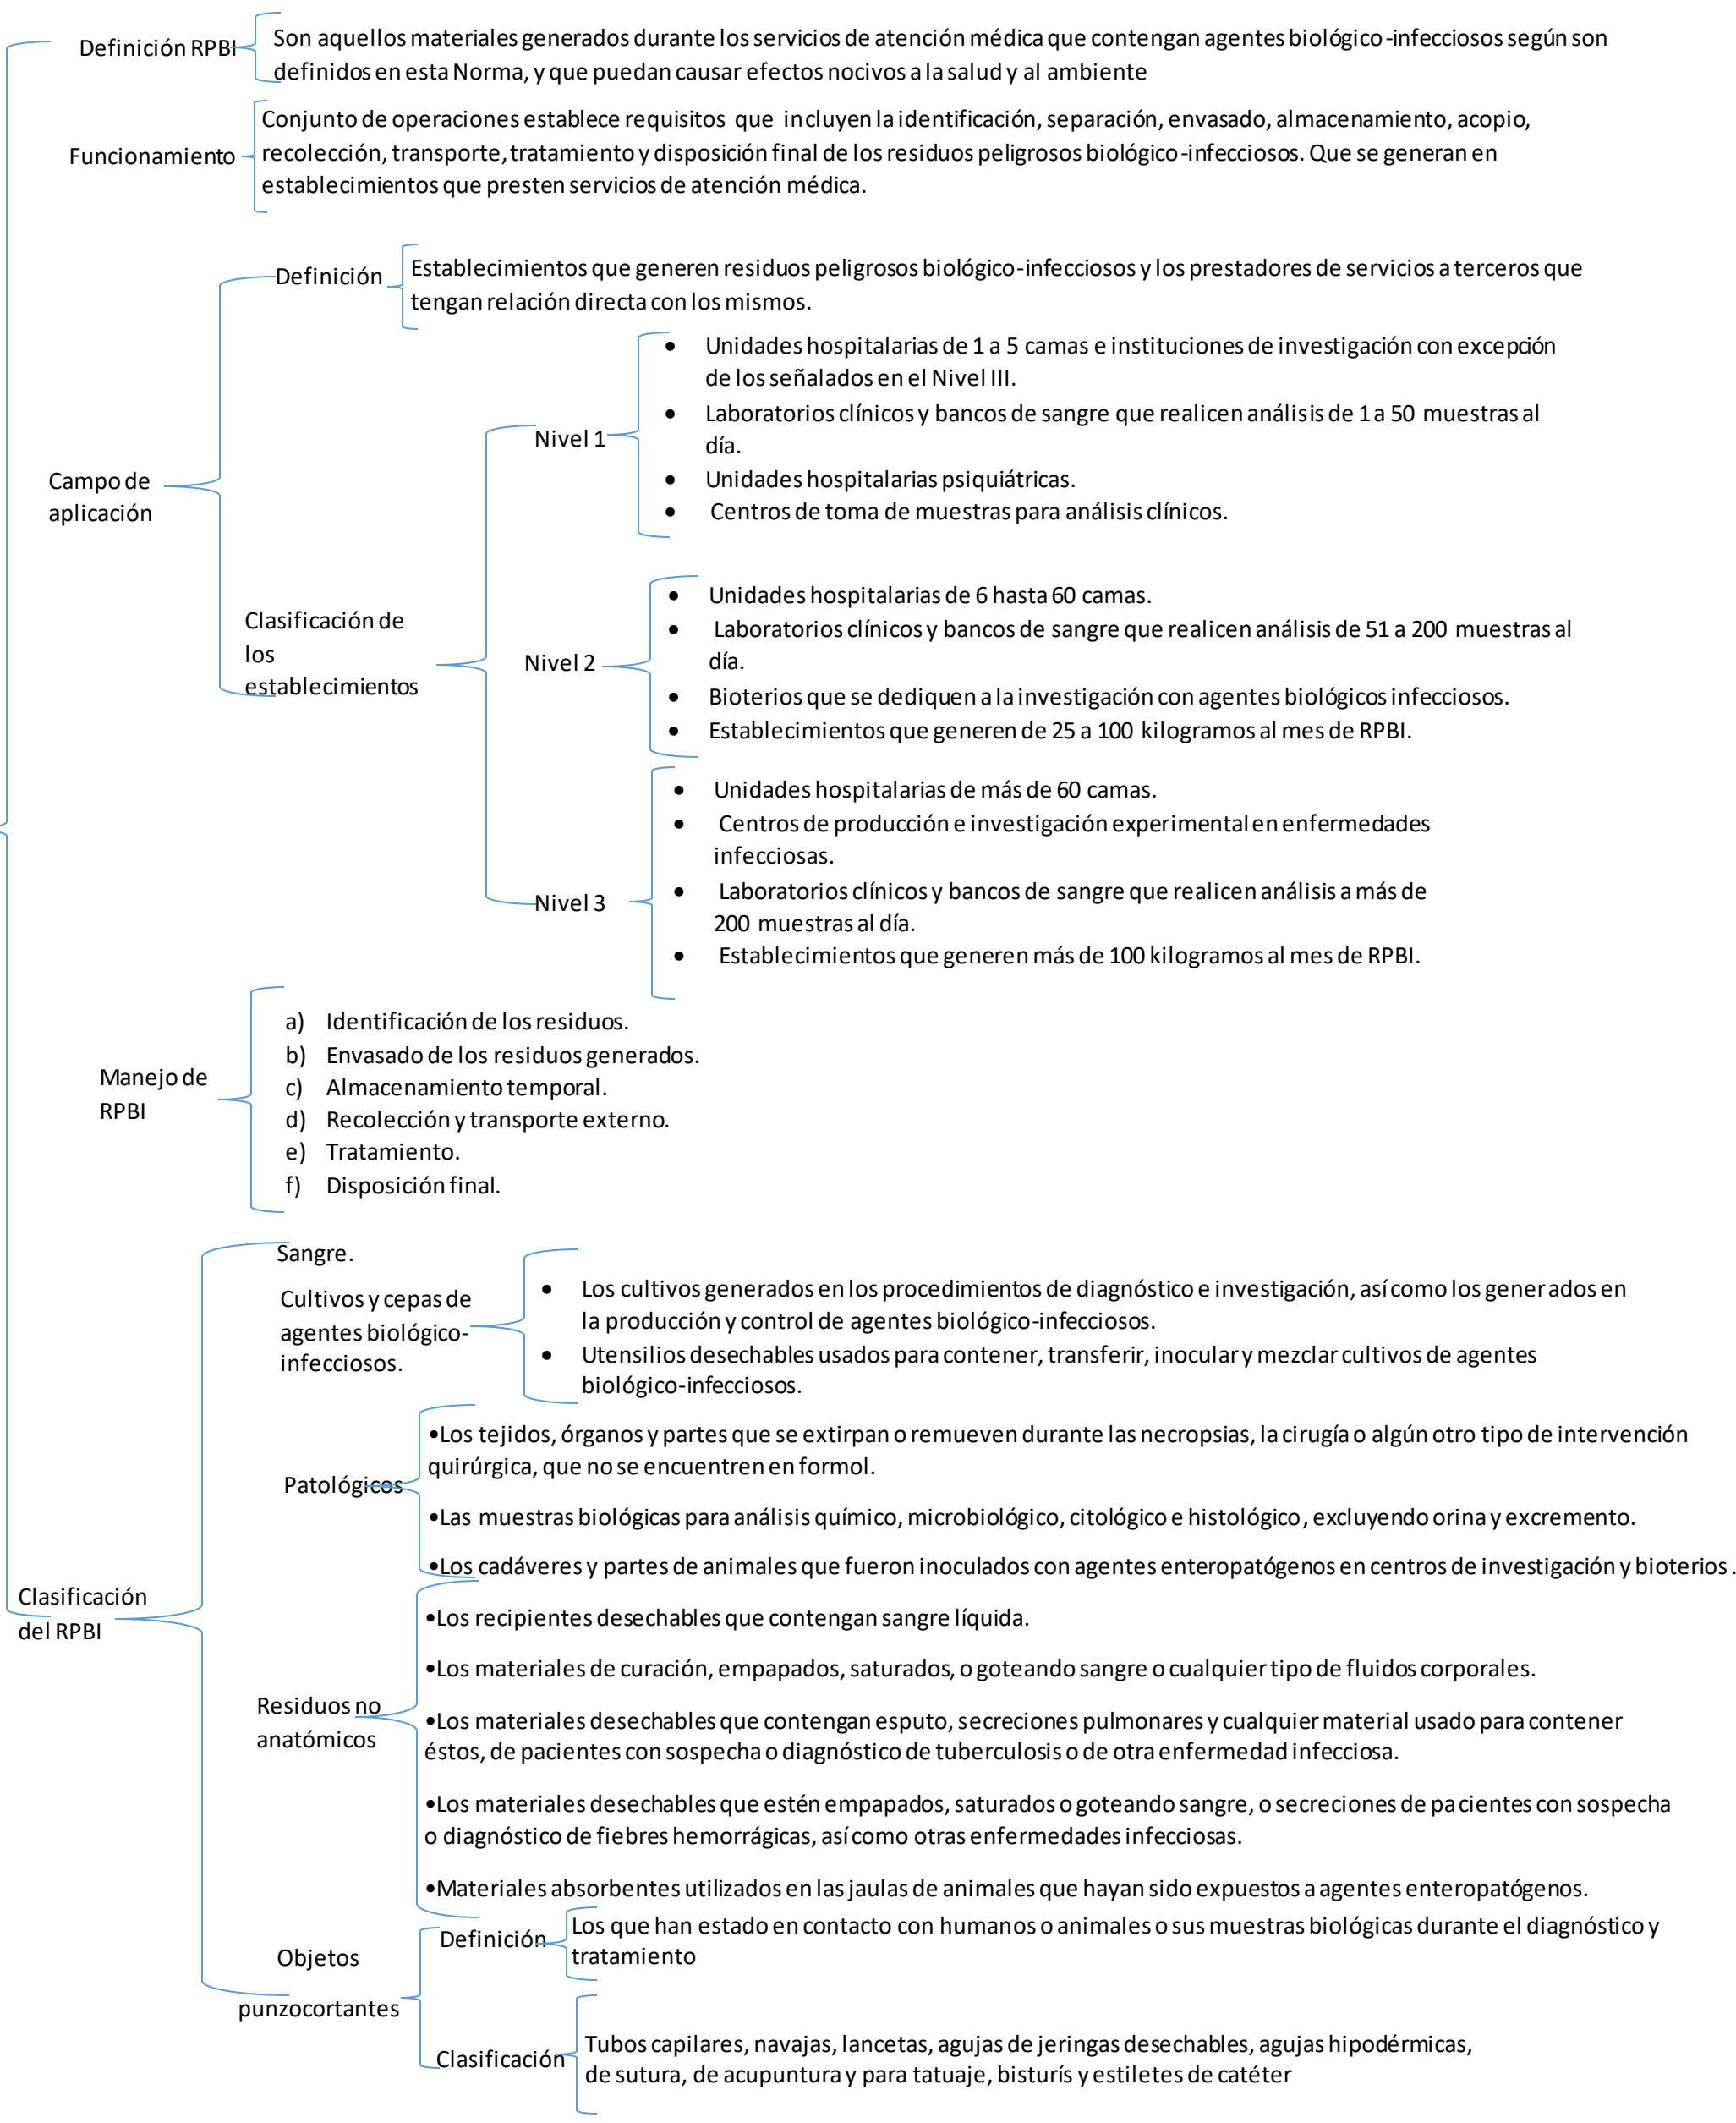 Definición RPBI
Son aquellos materiales generados durante los servicios de atención médica que contengan agentes biológico-infecciosos según son
definidos en esta Norma, y que puedan causar efectos nocivos a la salud y al ambiente
Funcionamiento
Conjunto de operaciones establece requisitos que incluyen la identificación, separación, envasado, almacenamiento, acopio,
recolección, transporte, tratamiento y disposición final de los residuos peligrosos biológico-infecciosos. Que se generan en
establecimientos que presten servicios de atención médica.
Campo de
aplicación
Definición
Establecimientos que generen residuos peligrosos biológico-infecciosos y los prestadores de servicios a terceros que
tengan relación directa con los mismos.
Clasificación de
los
establecimientos
Nivel 1
• Unidades hospitalarias de 1 a 5 camas e instituciones de investigación con excepción
de los señalados en el Nivel III.
• Laboratorios clínicos y bancos de sangre que realicen análisis de 1 a 50 muestras al
día.
• Unidades hospitalarias psiquiátricas.
• Centros de toma de muestras para análisis clínicos.
Nivel 2
• Unidades hospitalarias de 6 hasta 60 camas.
• Laboratorios clínicos y bancos de sangre que realicen análisis de 51 a 200 muestras al
día.
• Bioterios que se dediquen a la investigación con agentes biológicos infecciosos.
• Establecimientos que generen de 25 a 100 kilogramos al mes de RPBI.
Nivel 3
• Unidades hospitalarias de más de 60 camas.
• Centros de producción e investigación experimental en enfermedades
infecciosas.
• Laboratorios clínicos y bancos de sangre que realicen análisis a más de
200 muestras al día.
• Establecimientos que generen más de 100 kilogramos al mes de RPBI.
Manejo de
RPBI
a) Identificación de los residuos.
b) Envasado de los residuos generados.
c) Almacenamiento temporal.
d) Recolección y transporte externo.
e) Tratamiento.
f) Disposición final.
Clasificación
del RPBI
Sangre.
Cultivos y cepas de
agentes biológico-
infecciosos.
• Los cultivos generados en los procedimientos de diagnóstico e investigación, así como los generados en
la producción y control de agentes biológico-infecciosos.
• Utensilios desechables usados para contener, transferir, inocular y mezclar cultivos de agentes
biológico-infecciosos.
Patológicos
•Los tejidos, órganos y partes que se extirpan o remueven durante las necropsias, la cirugía o algún otro tipo de intervención
quirúrgica, que no se encuentren en formol.
•Las muestras biológicas para análisis químico, microbiológico, citológico e histológico, excluyendo orina y excremento.
•Los cadáveres y partes de animales que fueron inoculados con agentes enteropatógenos en centros de investigación y bioterios.
Residuos no
anatómicos
•Los recipientes desechables que contengan sangre líquida.
•Los materiales de curación, empapados, saturados, o goteando sangre o cualquier tipo de fluidos corporales.
•Los materiales desechables que contengan esputo, secreciones pulmonares y cualquier material usado para contener
éstos, de pacientes con sospecha o diagnóstico de tuberculosis o de otra enfermedad infecciosa.
•Los materiales desechables que estén empapados, saturados o goteando sangre, o secreciones de pacientes con sospecha
o diagnóstico de fiebres hemorrágicas, así como otras enfermedades infecciosas.
•Materiales absorbentes utilizados en las jaulas de animales que hayan sido expuestos a agentes enteropatógenos.
Objetos
punzocortantes
Definición
Los que han estado en contacto con humanos o animales o sus muestras biológicas durante el diagnóstico y
tratamiento
Clasificación
Tubos capilares, navajas, lancetas, agujas de jeringas desechables, agujas hipodérmicas,
de sutura, de acupuntura y para tatuaje, bisturís y estiletes de catéter